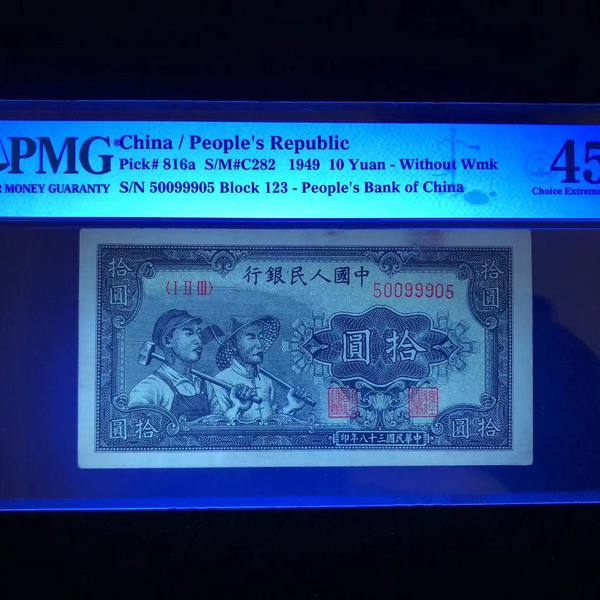 PMG
China / People's Republic
Pick# 816a S/M#C282 1949 10 Yuan - Without Wmk
MONEY GUARANTY
S/N 50099905 Block 123 - People's Bank of China
45
Choice Extreme
行銀民人國中
〈I II III〉
50099905
拾圓
拾圓
圓拾
圓拾
印年八十三國民華中